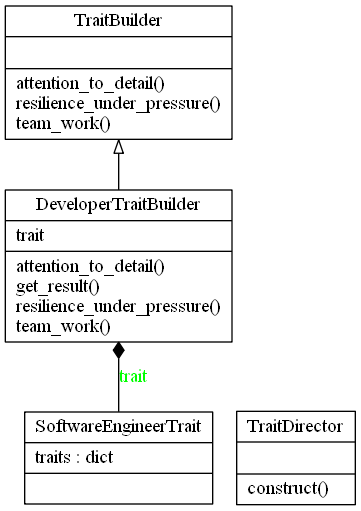 TraitBuilder
attention_to_detail()
resilience_under_pressure()
team_work()
DeveloperTraitBuilder
trait
attention_to_detail()
get_result()
resilience_under_pressure()
team_work()
trait
SoftwareEngineerTrait
traits : dict
TraitDirector
construct()